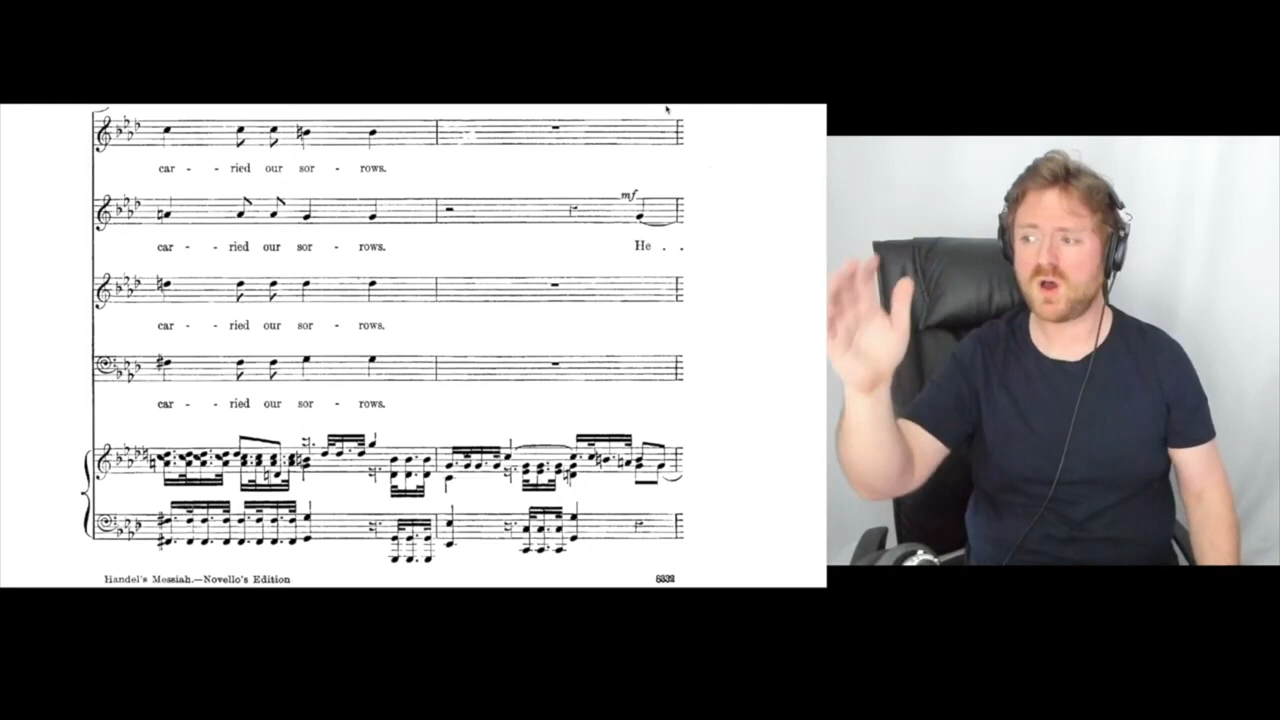 car - - ried our sor - rows.
mf
car - - ried our sor - rows. He . .
car - - ried our sor - rows.
car - - ried our sor - rows.
Handel's Messiah.—Novello's Edition